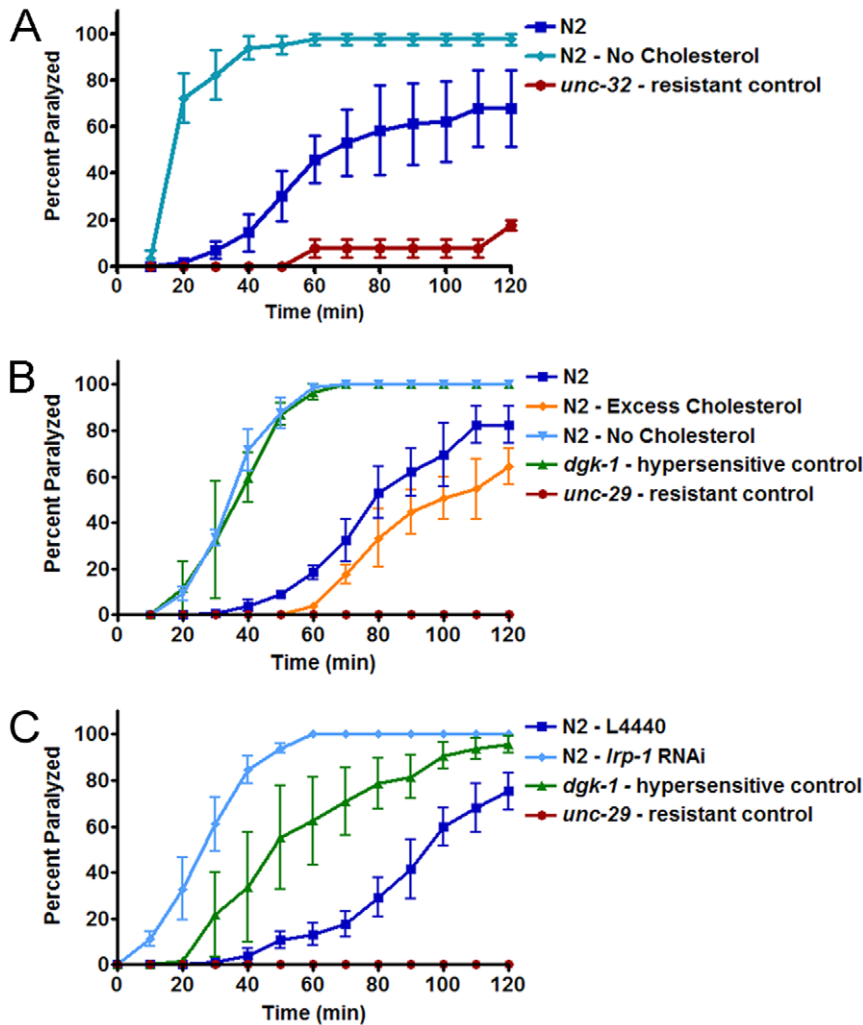 A
Percent Paralyzed
100
80
60
40
20
0
0 20 40 60 80 100 120
Time (min)
N2
N2 - No Cholesterol
unc-32 - resistant control
B
Percent Paralyzed
100
80
60
40
20
0
0 20 40 60 80 100 120
Time (min)
N2
N2 - Excess Cholesterol
N2 - No Cholesterol
dgk-1 - hypersensitive control
unc-29 - resistant control
C
Percent Paralyzed
100
80
60
40
20
0
0 20 40 60 80 100 120
Time (min)
N2 - L4440
N2 - lrp-1 RNAi
dgk-1 - hypersensitive control
unc-29 - resistant control